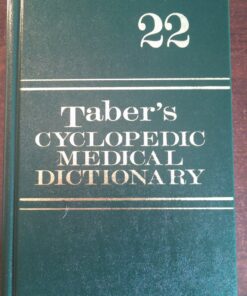 22
Taber's
CYCLOPEDIC
MEDICAL
DICTIONARY